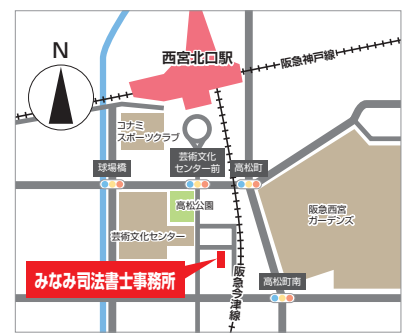 N
西宮北口駅
阪急神戸線
コナミ
スポーツクラブ
球場橋
芸術文化
センター前
高松町
高松公園
阪急西宮
ガーデンズ
芸術文化センター
みなみ司法書士事務所
阪急今津線
高松町南